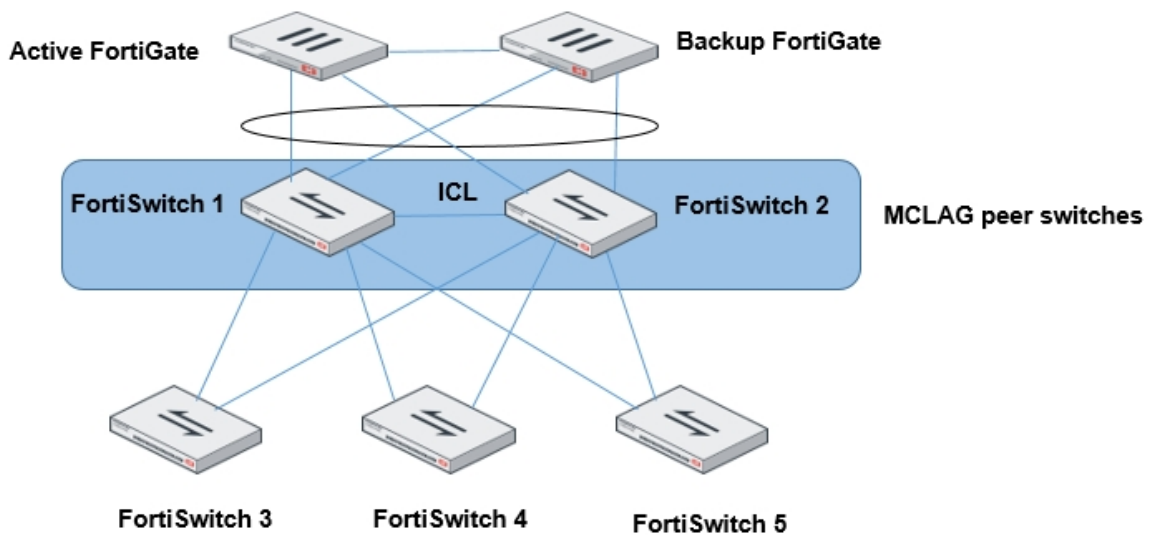 Active FortiGate
Backup FortiGate
FortiSwitch 1
ICL
FortiSwitch 2
MCLAG peer switches
FortiSwitch 3
FortiSwitch 4
FortiSwitch 5